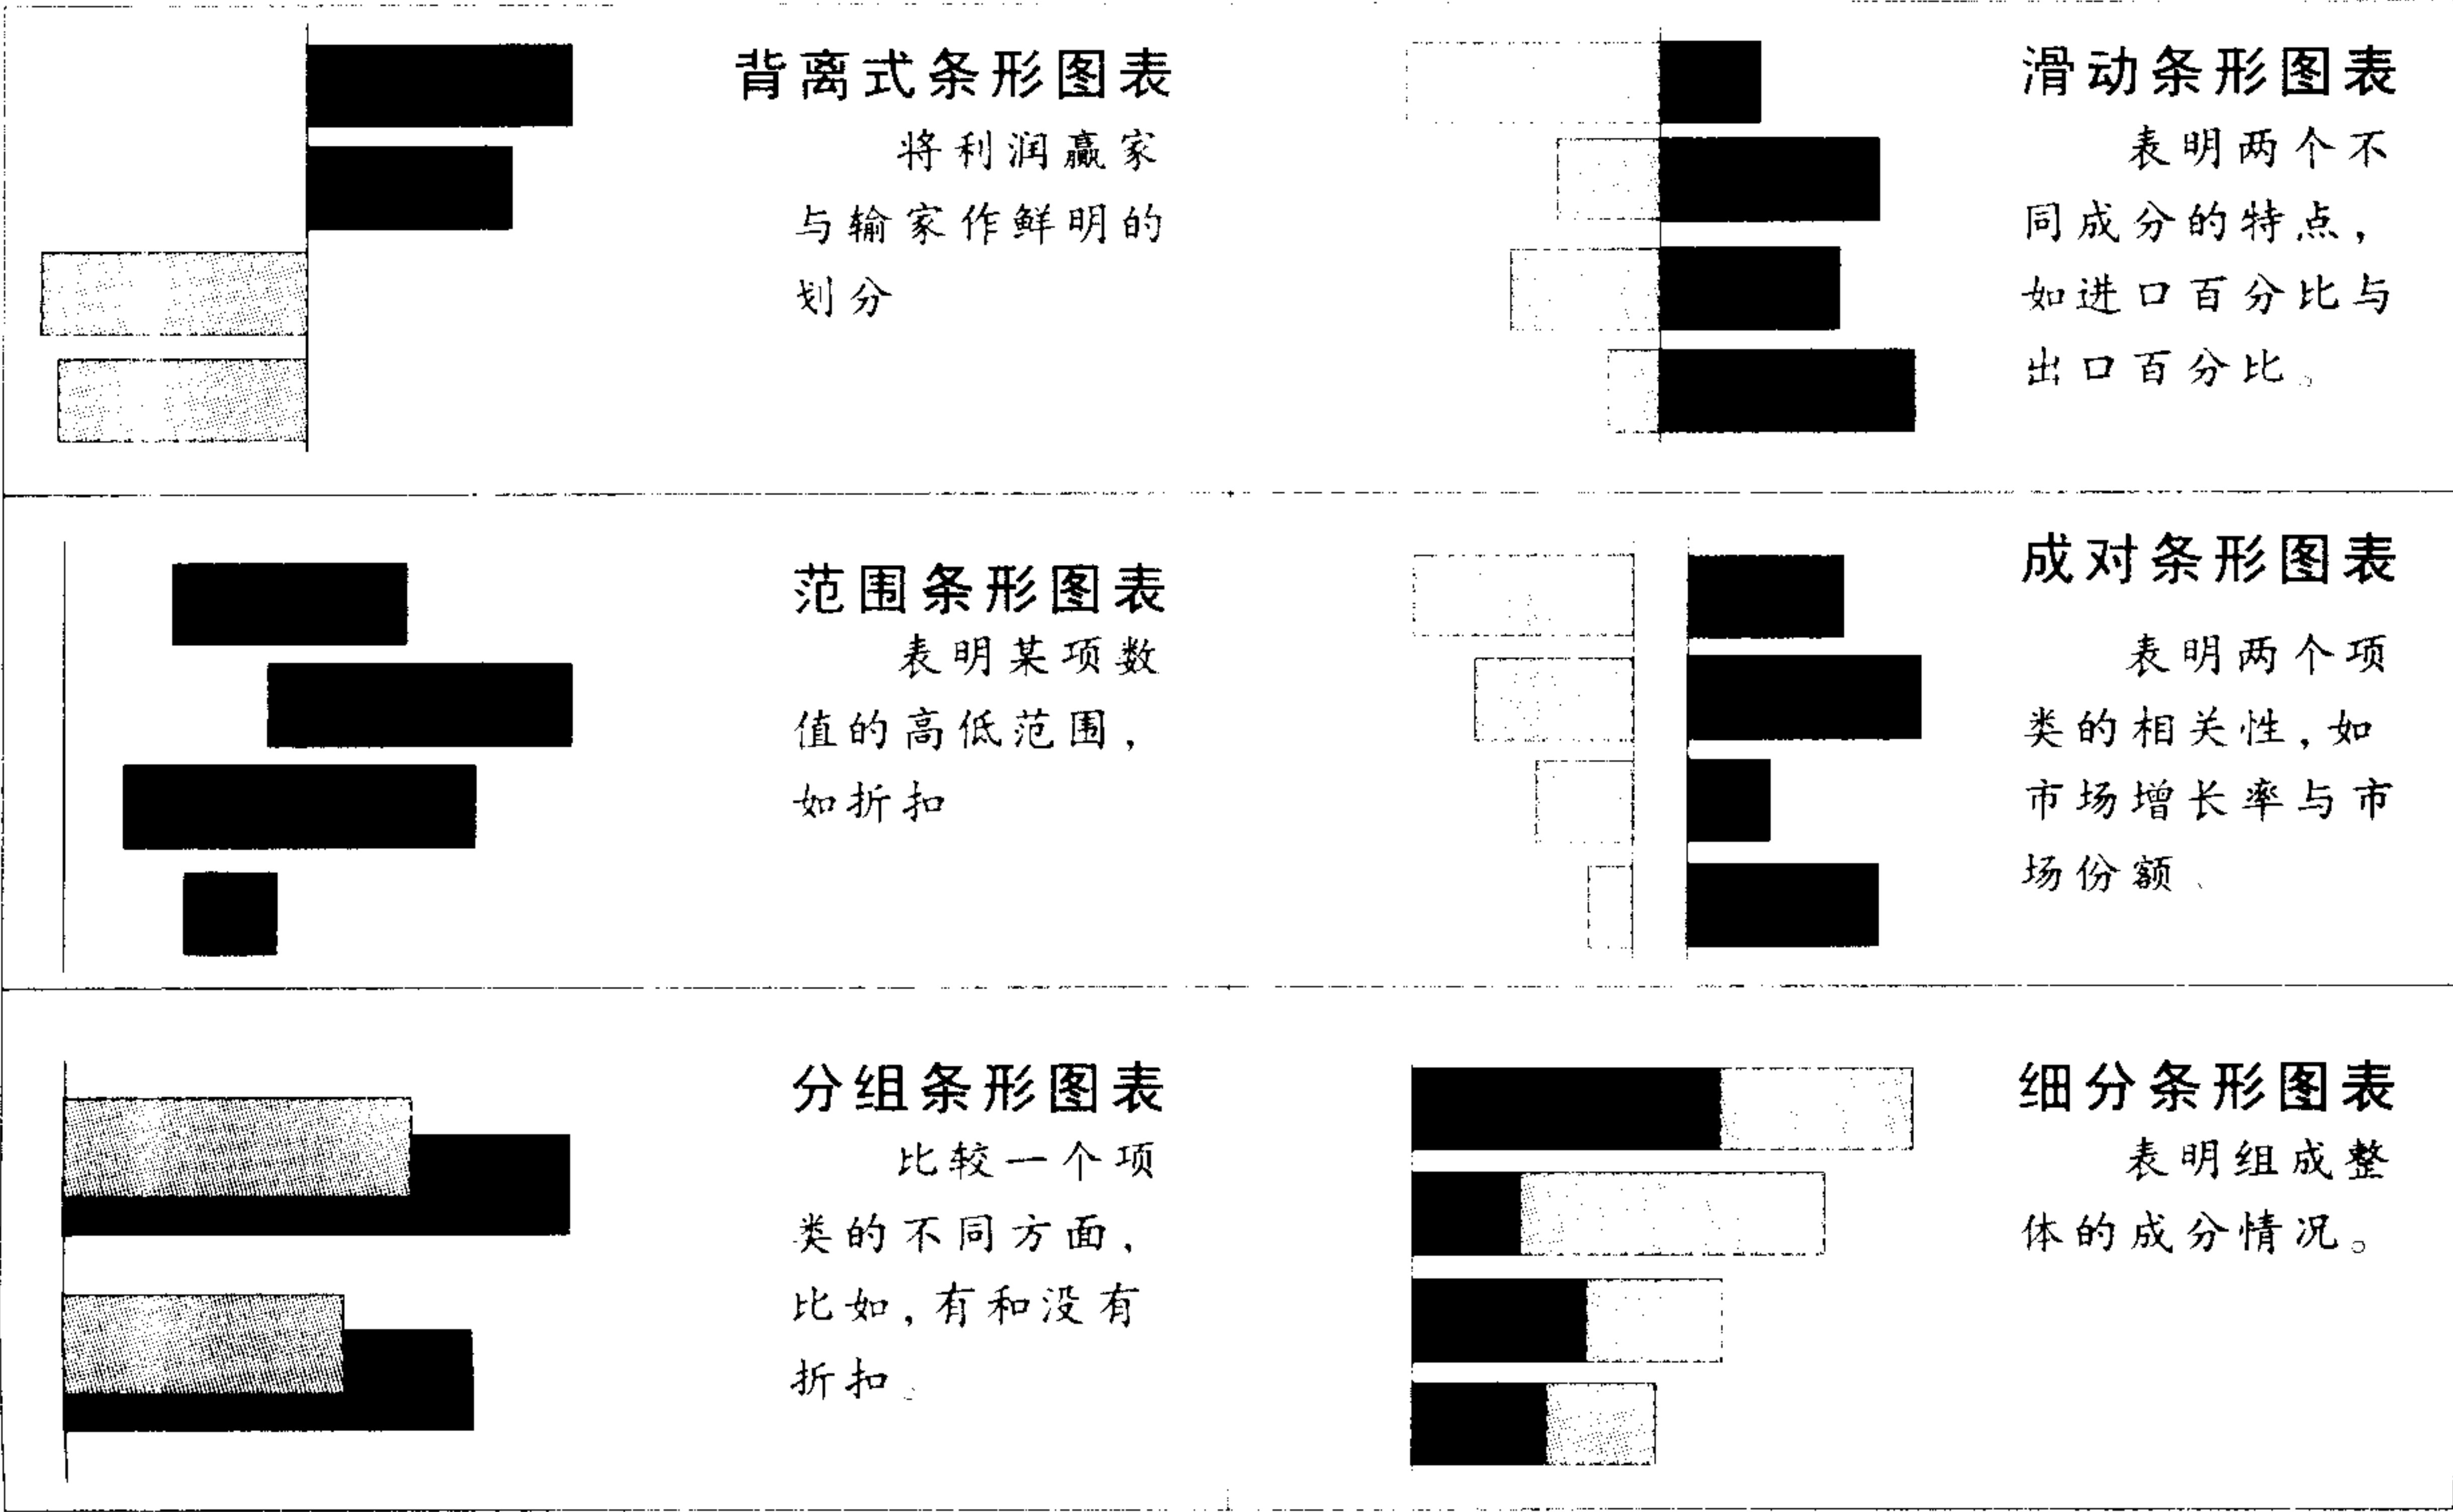 背离式条形图表
将利润赢家
与输家作鲜明的
划分
滑动条形图表
表明两个不
同成分的特点，
如进口百分比与
出口百分比。
范围条形图表
表明某项数
值的高低范围，
如折扣
成对条形图表
表明两个项
类的相关性，如
市场增长率与市
场份额、
分组条形图表
比较一个项
类的不同方面，
比如，有和没有
折扣。
细分条形图表
表明组成整
体的成分情况。